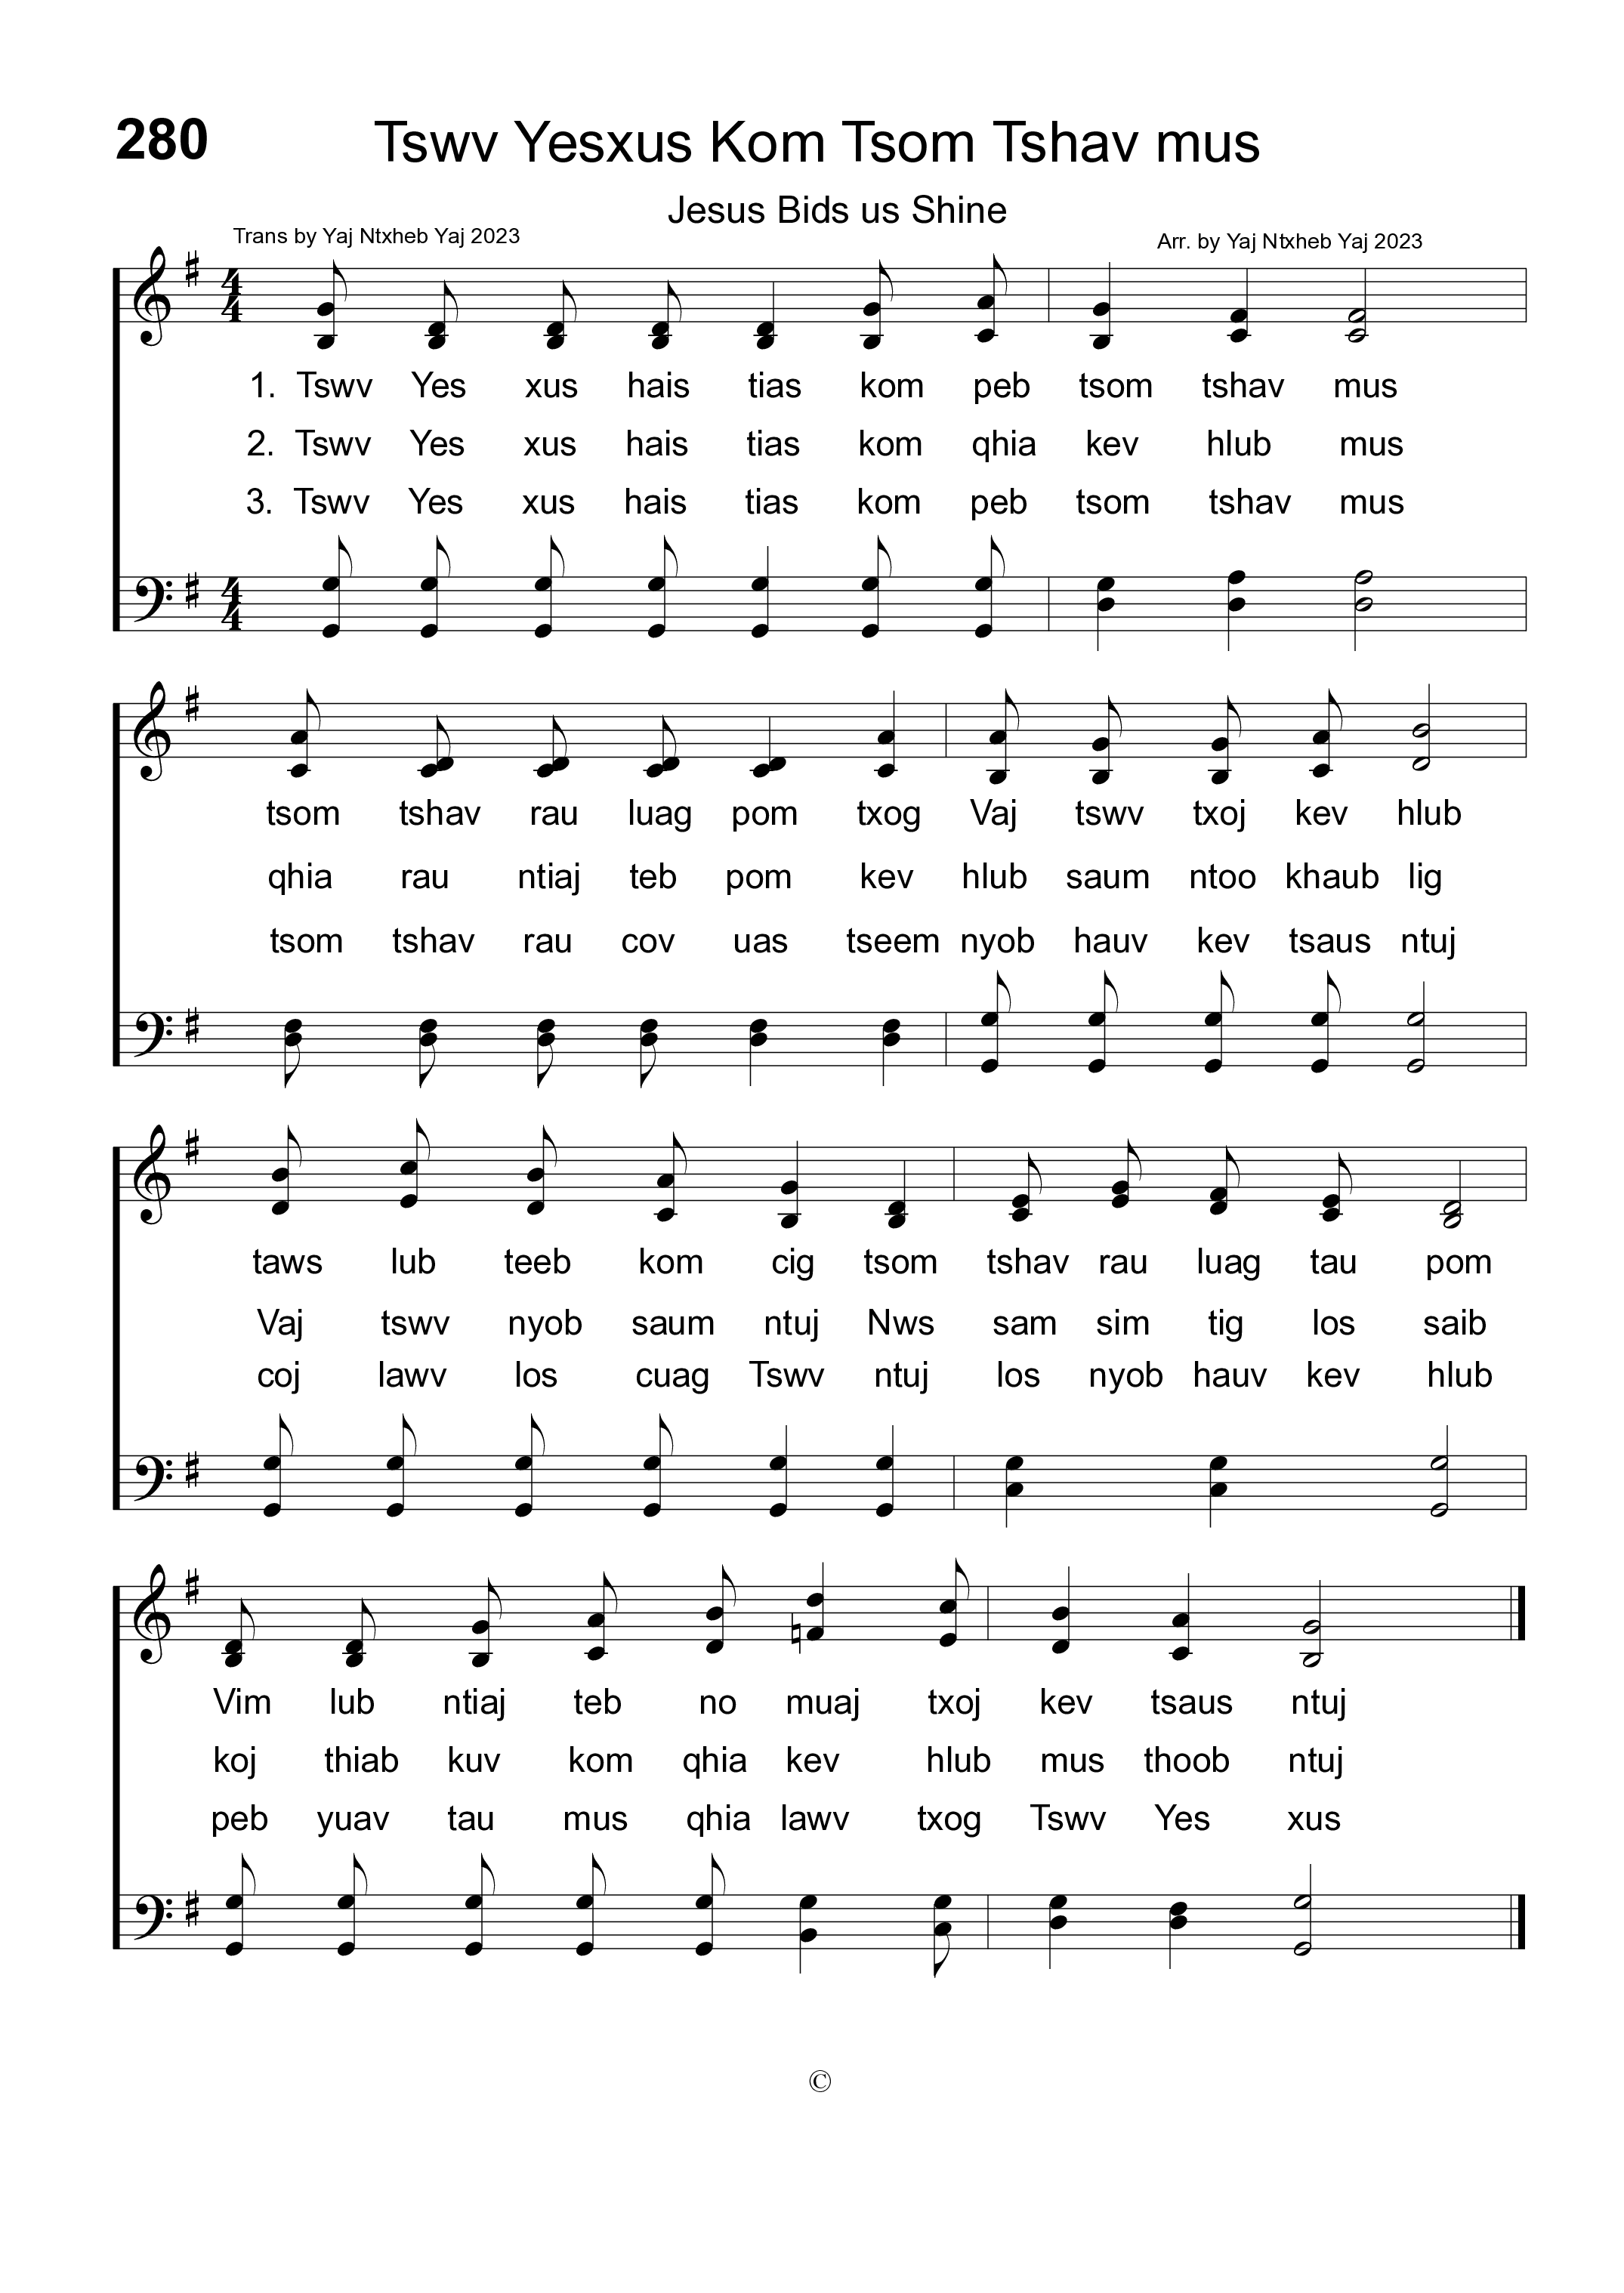 280 Tswv Yesxus Kom Tsom Tshav mus
Jesus Bids us Shine
Trans by Yaj Ntxheb Yaj 2023
Arr. by Yaj Ntxheb Yaj 2023
4 4
1. Tswv Yes xus hais tias kom peb tsom tshav mus
2. Tswv Yes xus hais tias kom qhia kev hlub mus
3. Tswv Yes xus hais tias kom peb tsom tshav mus
4 4
tsom tshav rau luag pom txog Vaj tswv txoj kev hlub
qhia rau ntiaj teb pom kev hlub saum ntoo khaub lig
tsom tshav rau cov uas tseem nyob hauv kev tsaus ntuj
taws lub teeb kom cig tsom tshav rau luag tau pom
Vaj tswv nyob saum ntuj Nws sam sim tig los saib
coj lawv los cuag Tswv ntuj los nyob hauv kev hlub
Vim lub ntiaj teb no muaj txoj kev tsaus ntuj
koj thiab kuv kom qhia kev hlub mus thoob ntuj
peb yuav tau mus qhia lawv txog Tswv Yes xus
©